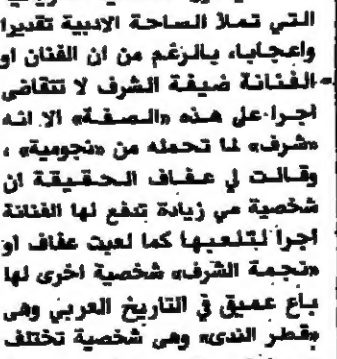 التي تملأ الساحة الادبية تقديرا
واعجابا، بالرغم من ان الفنان او
الفنانة ضيفة الشرف لا تتقاضى
اجرا على هذه «الصفة» الا انه
«شرف» لما تحمله من «نجومية» ،
وقالت لي عفاف الحقيقة ان
شخصية مي زيادة تدفع لها الفنانة
اجرا لتلعبها كما لعبت عفاف او
«نجمة الشرف» شخصية اخرى لها
باع عميق في التاريخ العربي وهي
«قطر الندى» وهي شخصية تختلف